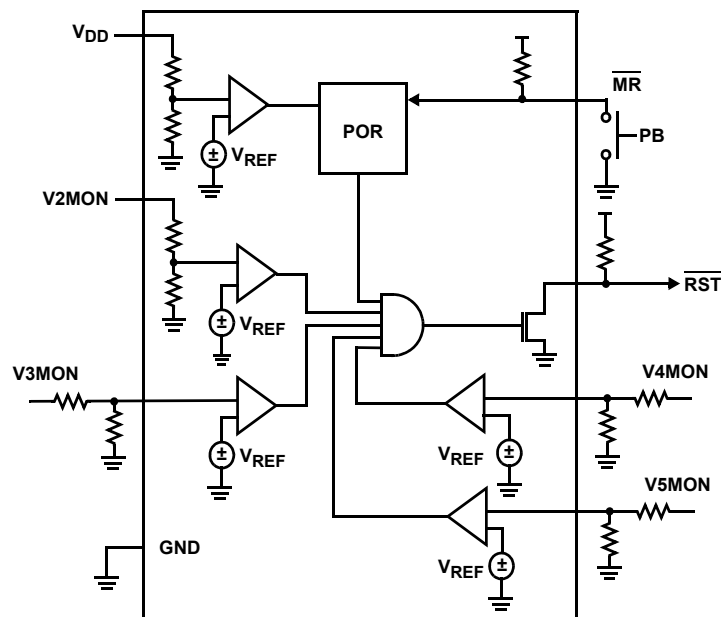 VDD
MR
POR
PB
±
VREF
V2MON
RST
±
VREF
V3MON
V4MON
±
VREF
VREF
±
V5MON
GND
VREF
±